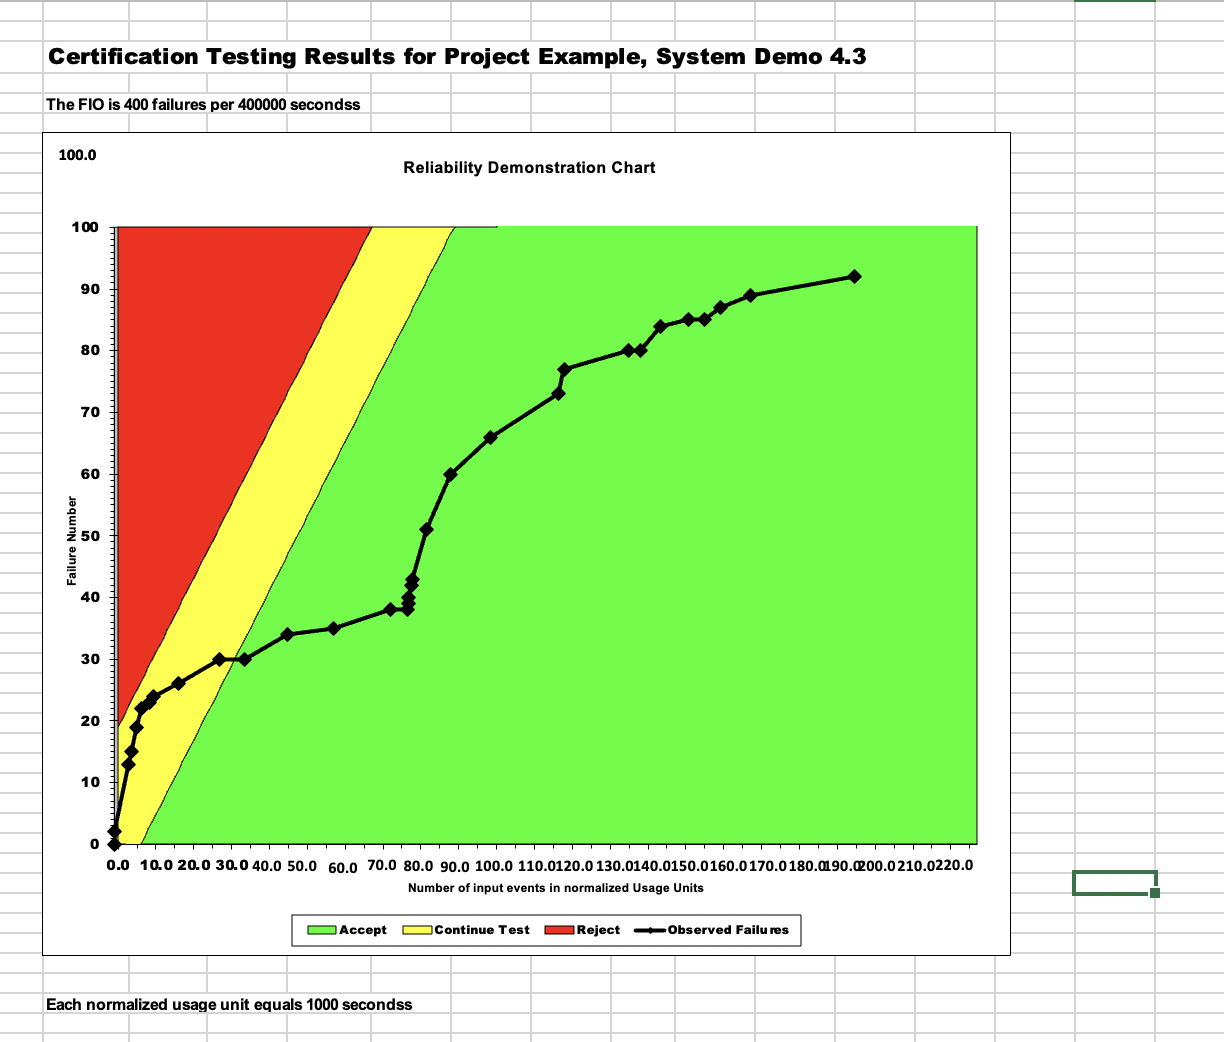 Certification Testing Results for Project Example, System Demo 4.3
The FIO is 400 failures per 400000 secondss
100.0
Reliability Demonstration Chart
100
90
80
70
60
50
40
30
20
10
0
Failure Number
0.0 10.0 20.0 30.0 40.0 50.0 60.0 70.0 80.0 90.0 100.0 110.0 120.0 130.0 140.0 150.0 160.0 170.0 180.0 190.0 200.0 210.0 220.0
Number of input events in normalized Usage Units
Accept Continue Test Reject Observed Failures
Each normalized usage unit equals 1000 secondss